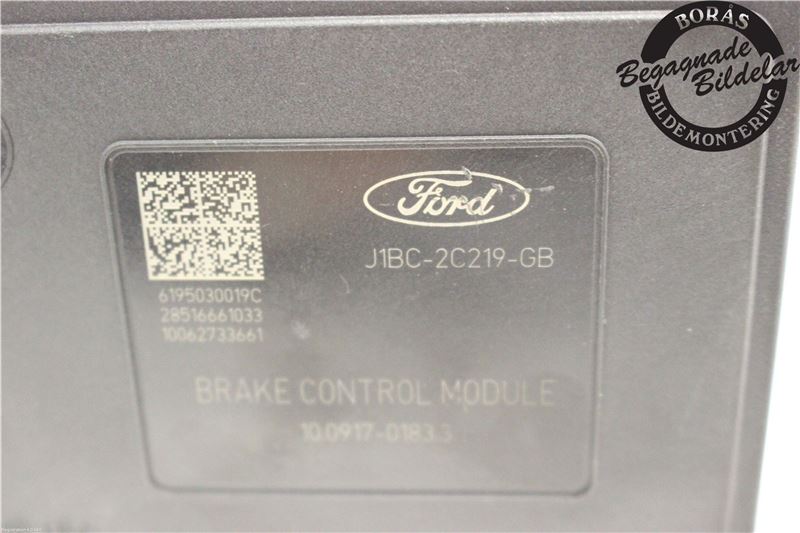 BORÅS
Begagnade
Bildelar
BILDEMONTERING
Ford
J1BC-2C219-GB
6195030019C
28516661033
10062733661
BRAKE CONTROL MODULE
10.0917-0183.3